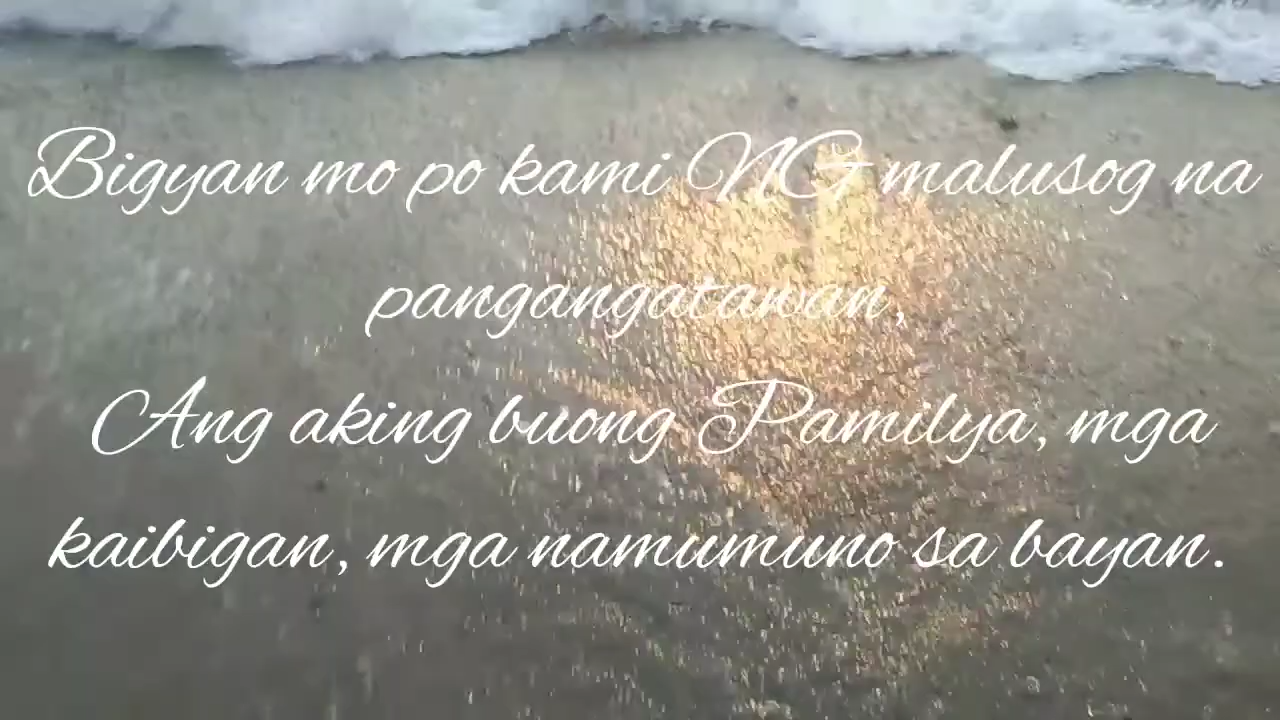 Bigyan mo po kami NG malusog na
pangangatawan,
Ang aking buong Pamilya, mga
kaibigan, mga namumuno sa bayan.